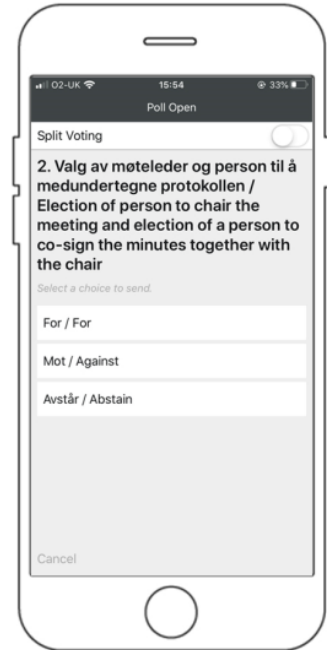 O2-UK 15:54 33%
Poll Open
Split Voting
2. Valg av møteleder og person til å
medundertegne protokollen /
Election of person to chair the
meeting and election of a person to
co-sign the minutes together with
the chair
Select a choice to send.
For / For
Mot / Against
Avstår / Abstain
Cancel